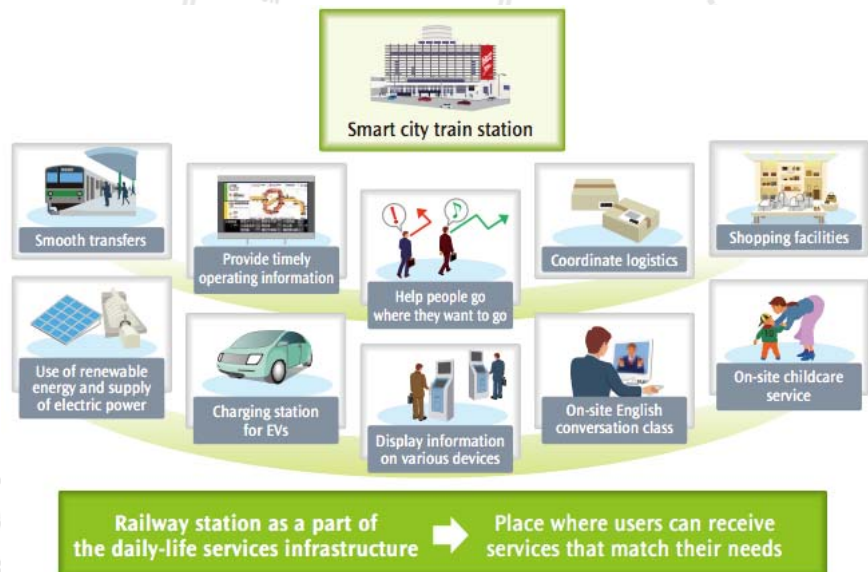 Smart city train station
Smooth transfers
Provide timely
operating information
Help people go
where they want to go
Coordinate logistics
Shopping facilities
Use of renewable
energy and supply
of electric power
Charging station
for EVs
Display information
on various devices
On-site English
conversation class
On-site childcare
service
Railway station as a part of
the daily-life services infrastructure
Place where users can receive
services that match their needs